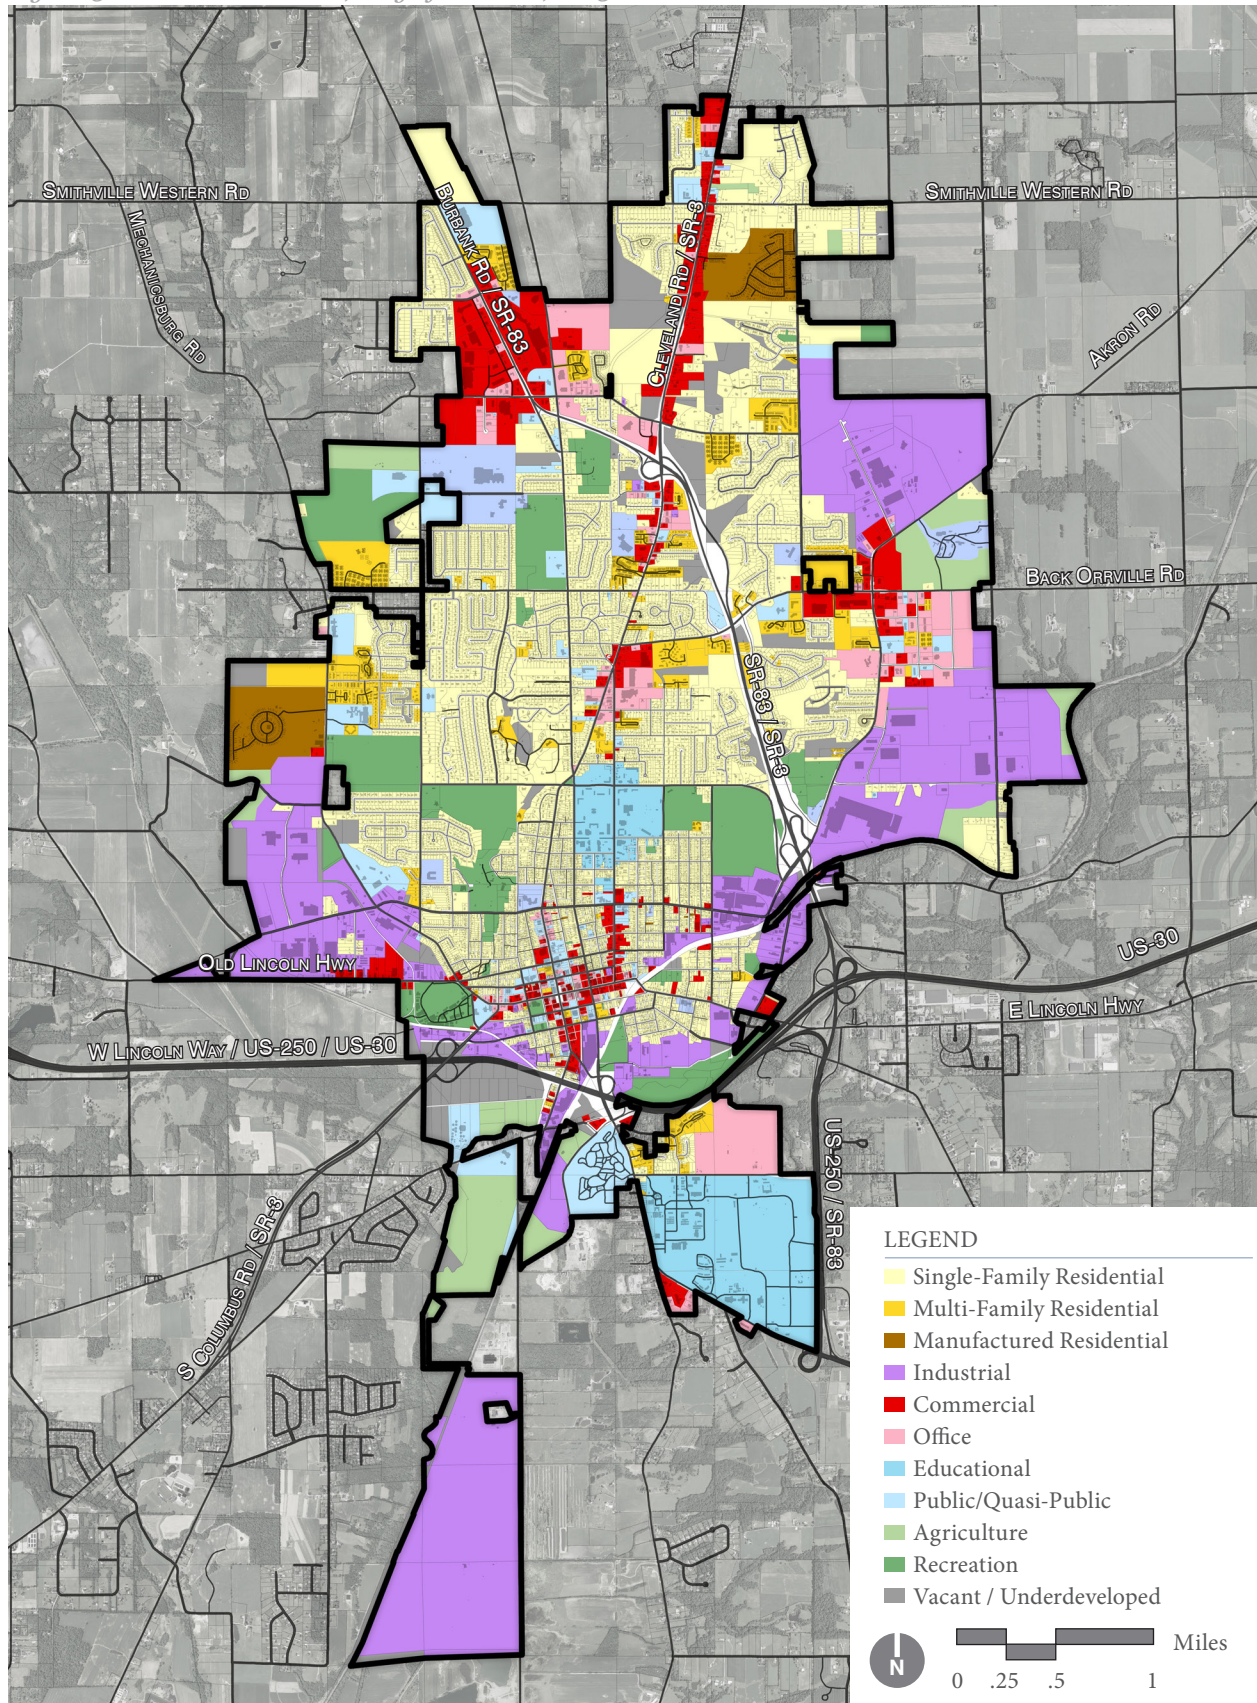 SMITHVILLE WESTERN RD
SMITHVILLE WESTERN RD
MECHANICSBURG RD
BURBANK RD / SR-83
CLEVELAND RD / SR-3
AKRON RD
BACK ORRVILLE RD
SR-83 / SR-3
OLD LINCOLN HWY
US-30
E LINCOLN HWY
W LINCOLN WAY / US-250 / US-30
US-250 / SR-83
S COLUMBUS RD / SR-3
LEGEND
Single-Family Residential
Multi-Family Residential
Manufactured Residential
Industrial
Commercial
Office
Educational
Public/Quasi-Public
Agriculture
Recreation
Vacant / Underdeveloped
N
Miles
0 .25 .5 1